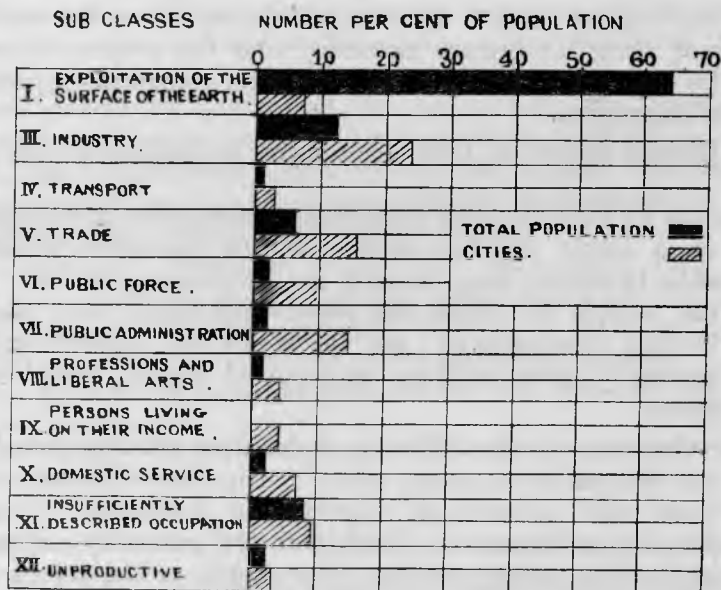 SUB CLASSES NUMBER PER CENT OF POPULATION
0 10 20 30 40 50 60 70
EXPLOITATION OF THE
I. SURFACE OF THE EARTH.
III. INDUSTRY.
IV. TRANSPORT
V. TRADE
TOTAL POPULATION
CITIES.
VI. PUBLIC FORCE.
VII. PUBLIC ADMINISTRATION
PROFESSIONS AND
VIII. LIBERAL ARTS.
PERSONS LIVING
IX. ON THEIR INCOME.
X. DOMESTIC SERVICE
INSUFFICIENTLY
XI. DESCRIBED OCCUPATION
XII. UNPRODUCTIVE